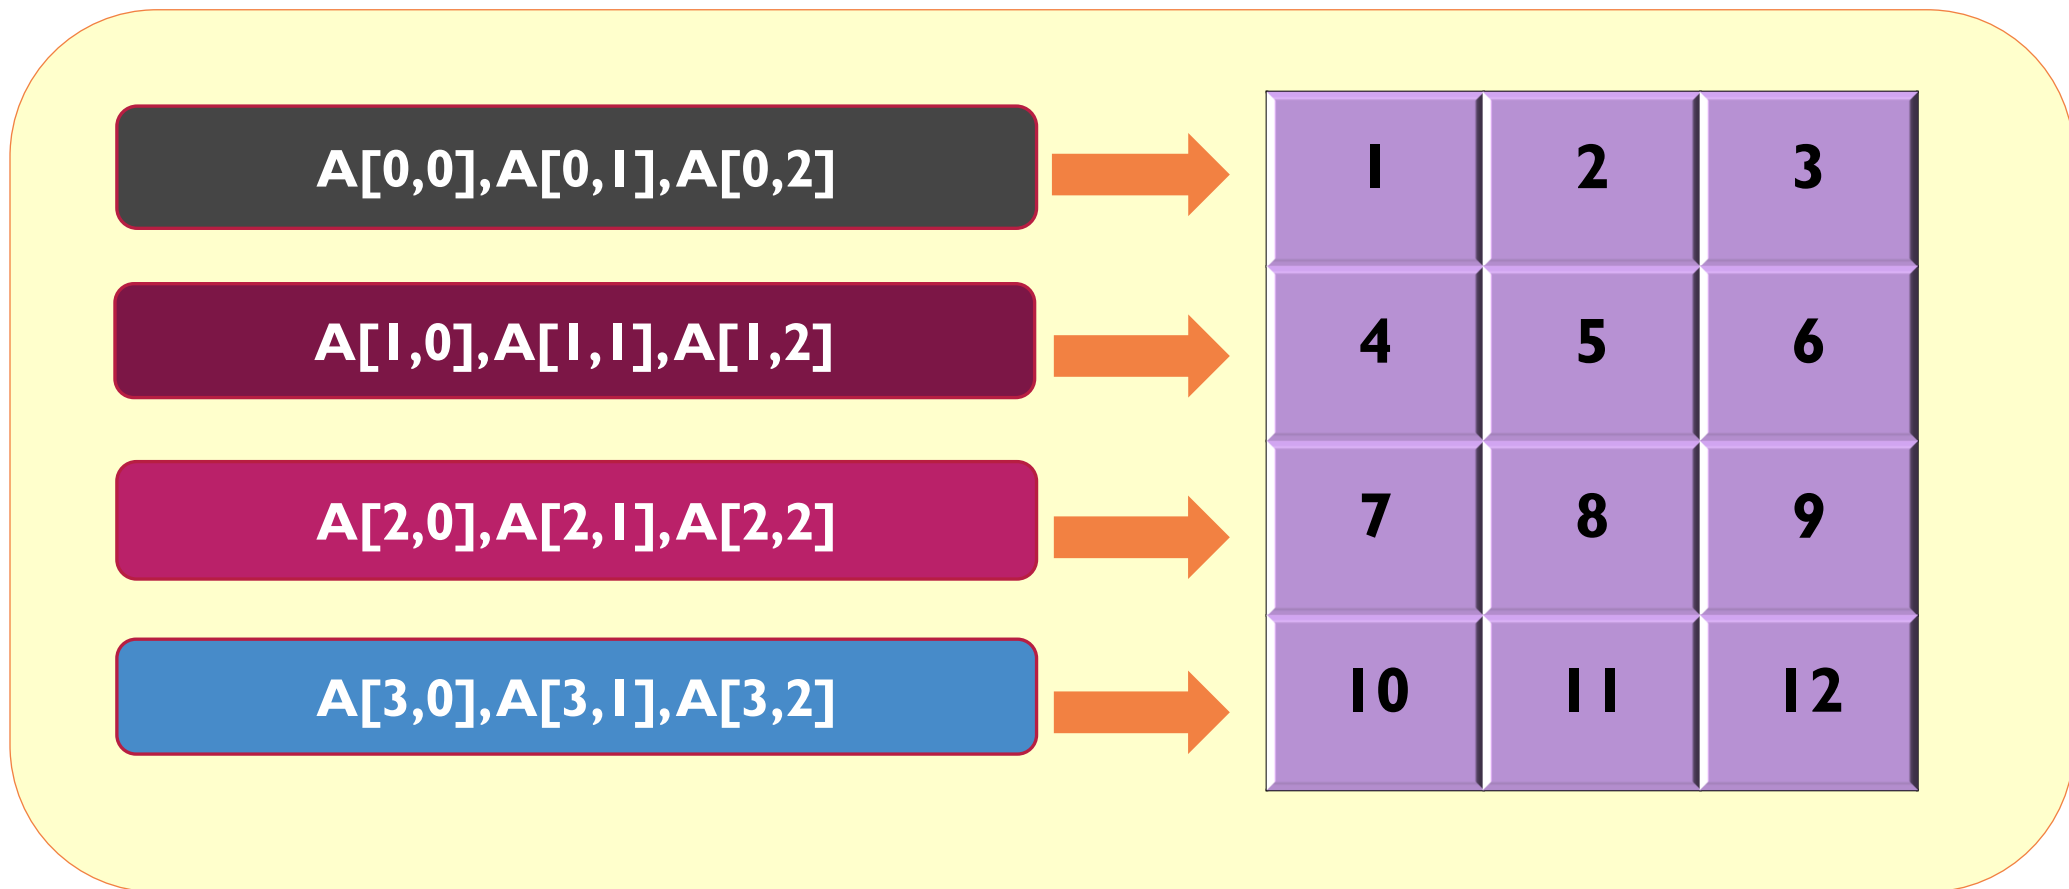 A[0,0],A[0,1],A[0,2]
1 2 3
A[1,0],A[1,1],A[1,2]
4 5 6
A[2,0],A[2,1],A[2,2]
7 8 9
A[3,0],A[3,1],A[3,2]
10 11 12